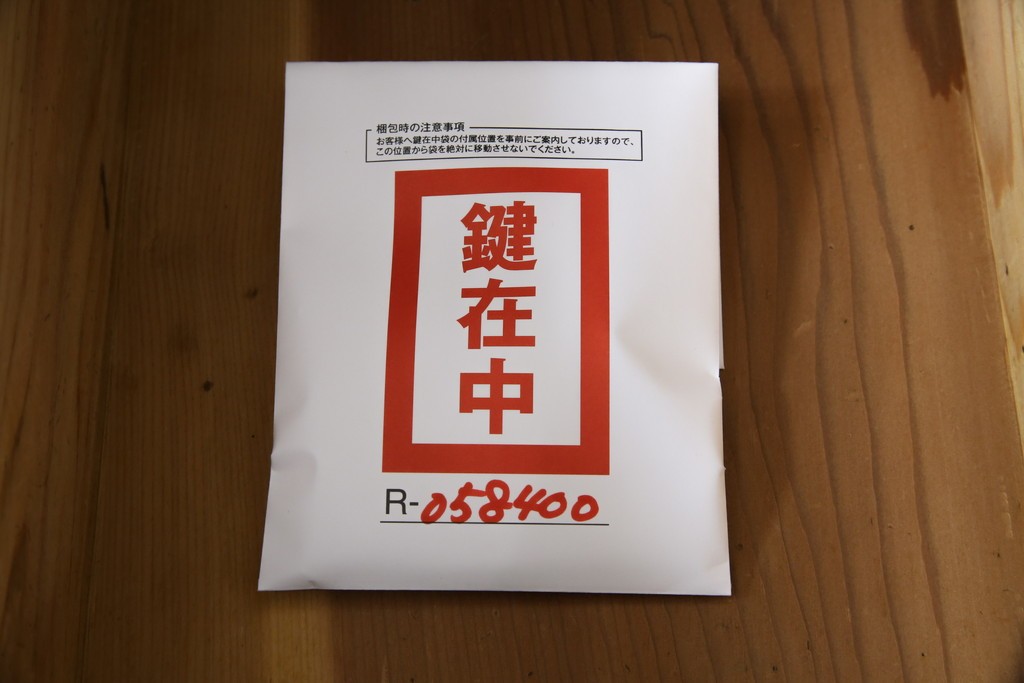 梱包時の注意事項
お客様へ鍵在中袋の付属位置を事前にご案内しておりますので、
この位置から袋を絶対に移動させないでください。
鍵在中
R-058400